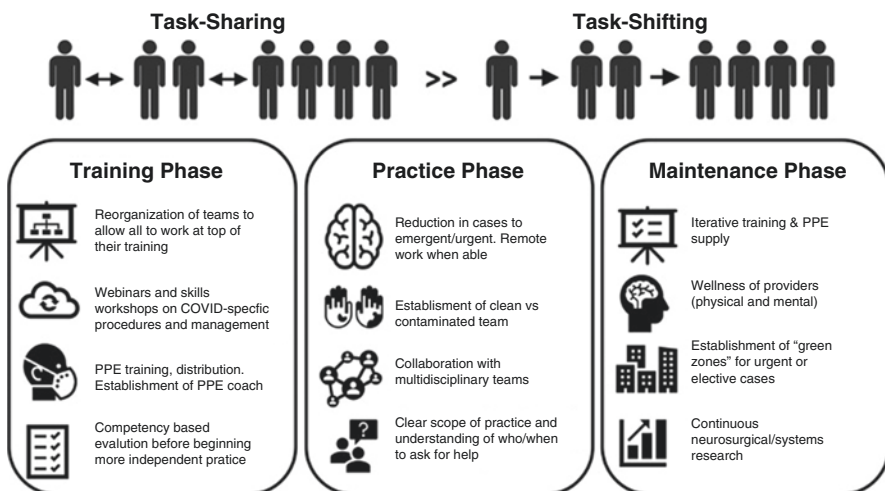 Task-Sharing
Task-Shifting
>>
Training Phase
Reorganization of teams to
allow all to work at top of
their training
Webinars and skills
workshops on COVID-specfic
procedures and management
PPE training, distribution.
Establishment of PPE coach
Competency based
evalution before beginning
more independent pratice
Practice Phase
Reduction in cases to
emergent/urgent. Remote
work when able
Establisment of clean vs
contaminated team
Collaboration with
multidisciplinary teams
?
Clear scope of practice and
understanding of who/when
to ask for help
Maintenance Phase
Iterative training & PPE
supply
Wellness of providers
(physical and mental)
Establishment of “green
zones” for urgent or
elective cases
Continuous
neurosurgical/systems
research